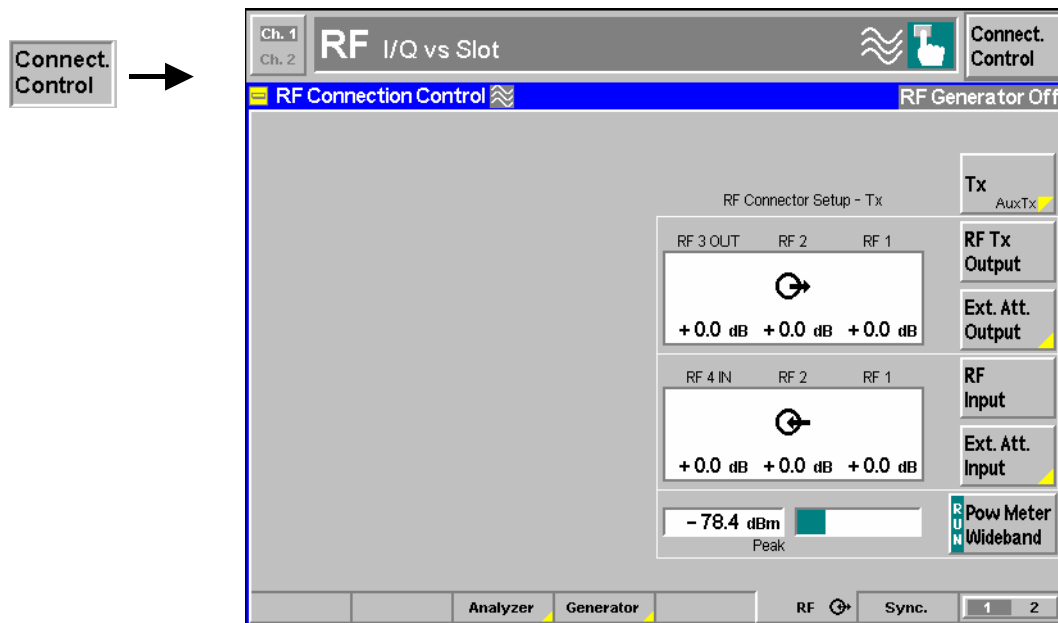 Connect.
Control
Ch. 1
Ch. 2
RF I/Q vs Slot
Connect.
Control
RF Connection Control
RF Generator Off
Tx
AuxTx
RF Connector Setup - Tx
RF 3 OUT RF 2 RF 1
+ 0.0 dB + 0.0 dB + 0.0 dB
RF Tx
Output
Ext. Att.
Output
RF 4 IN RF 2 RF 1
+ 0.0 dB + 0.0 dB + 0.0 dB
RF
Input
Ext. Att.
Input
- 78.4 dBm
Peak
RUN
Pow Meter
Wideband
Analyzer Generator RF Sync. 1 2